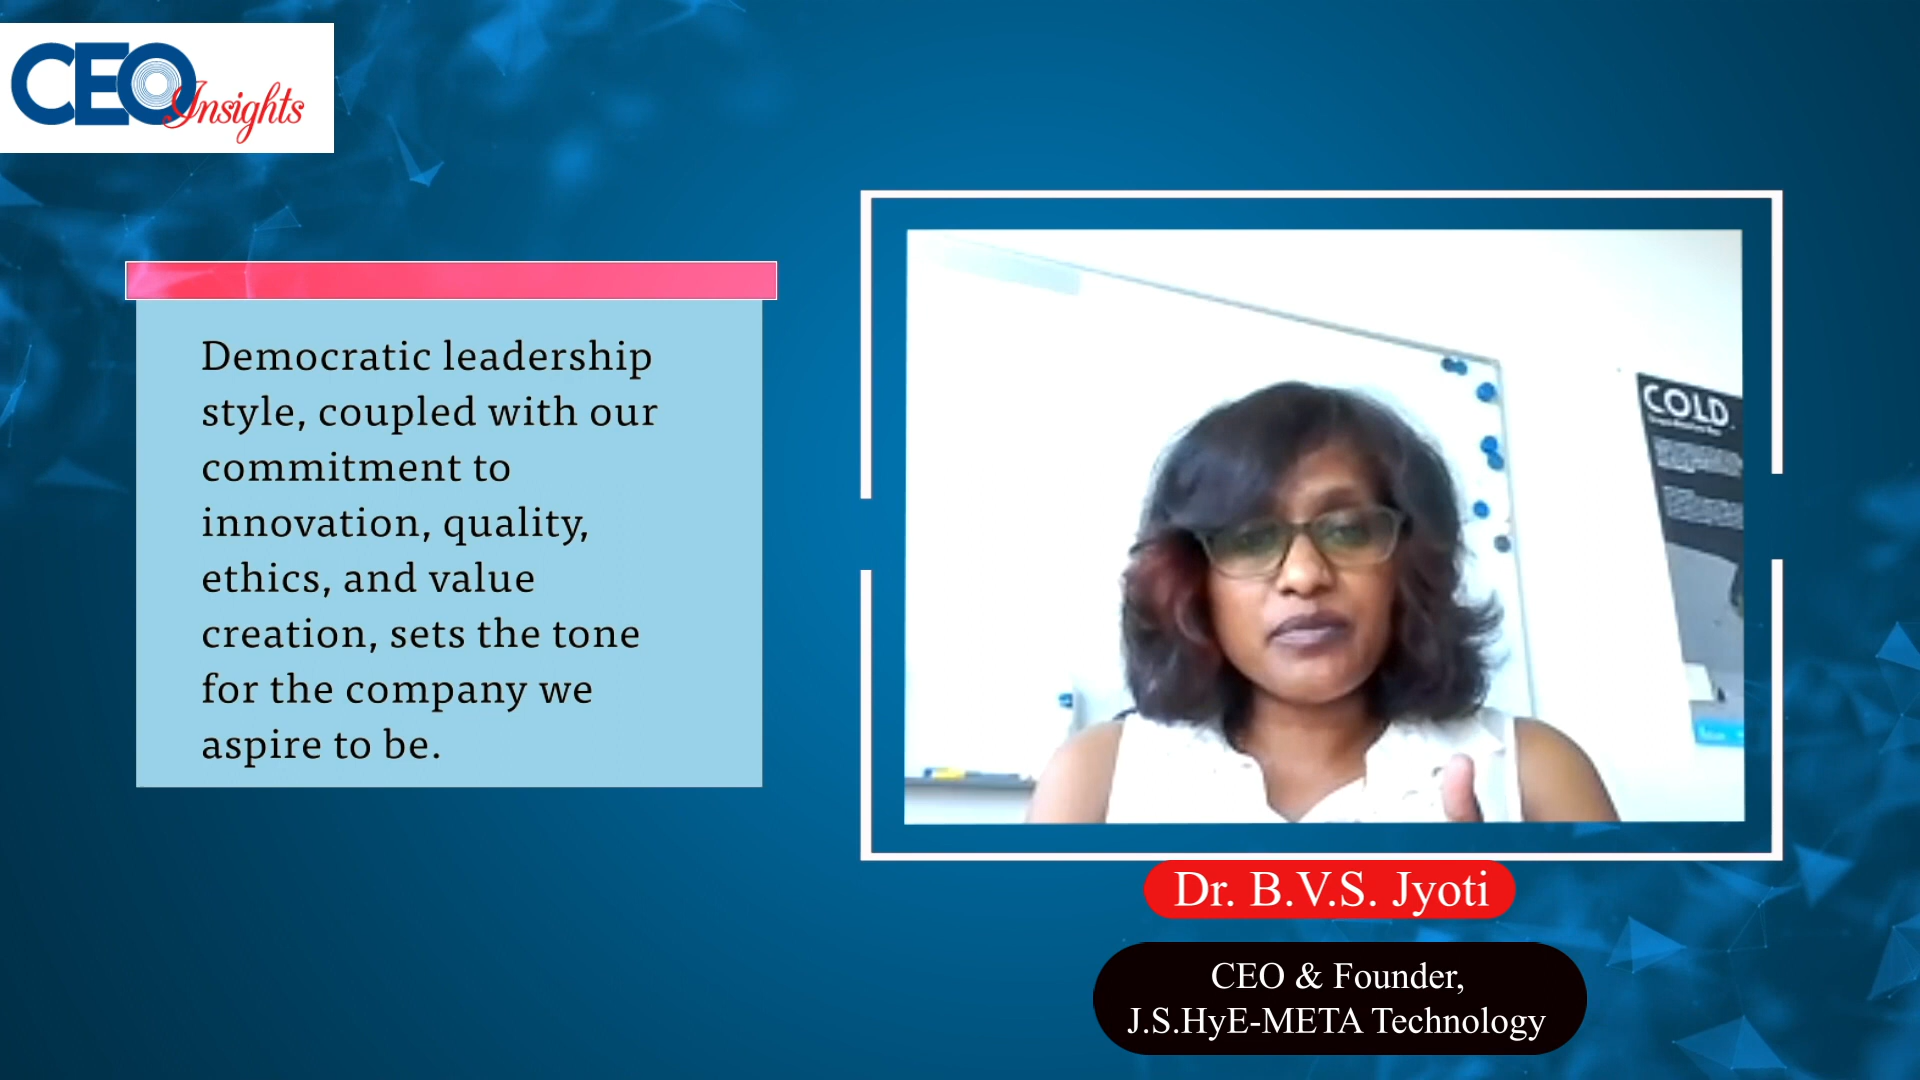 CEO Insights
Democratic leadership
style, coupled with our
commitment to
innovation, quality,
ethics, and value
creation, sets the tone
for the company we
aspire to be.
COLD
Dr. B.V.S. Jyoti
CEO & Founder,
J.S.HyE-META Technology